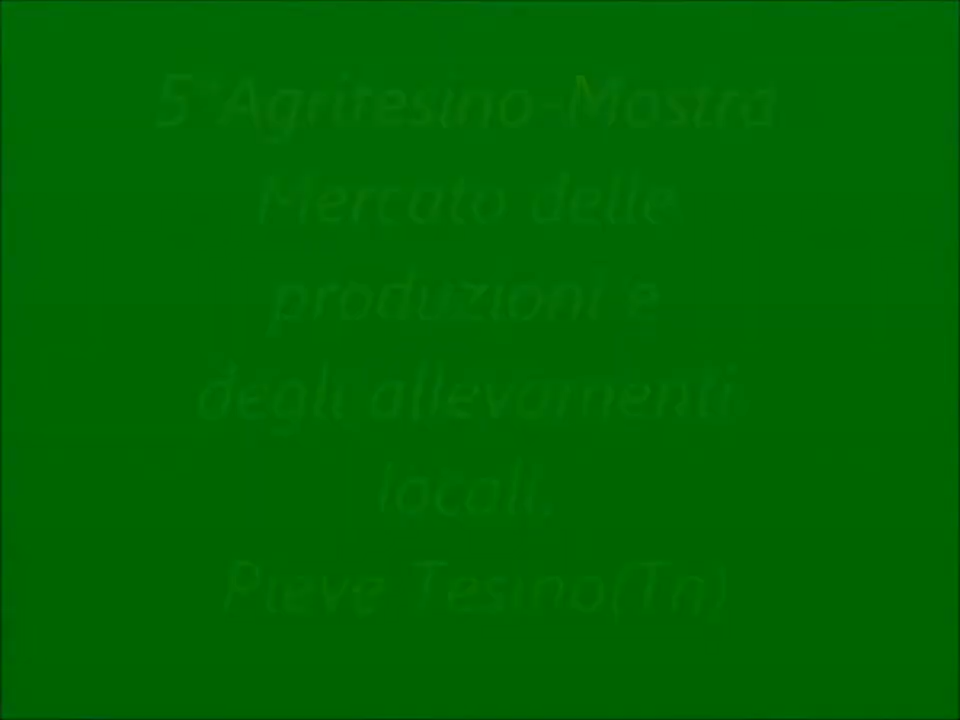 5°Agritesino-Mostra
Mercato delle
produzioni e
degli allevamenti
locali.
Pieve Tesino(Tn)